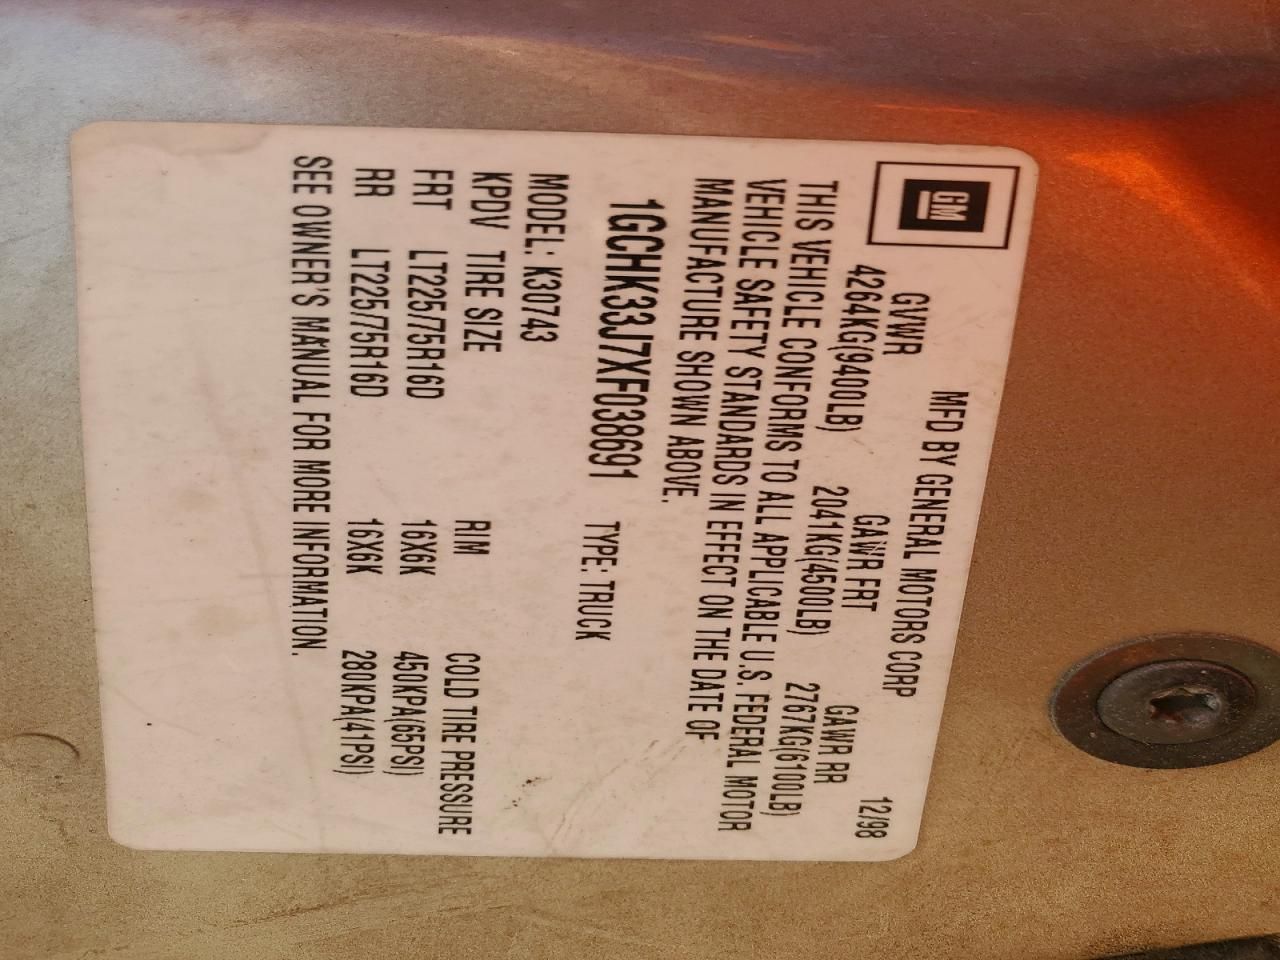 GM
MFD BY GENERAL MOTORS CORP 12/98
GVWR GAWR FRT GAWR RR
4264KG(9400LB) 2041KG(4500LB) 2767KG(6100LB)
THIS VEHICLE CONFORMS TO ALL APPLICABLE U.S. FEDERAL MOTOR
VEHICLE SAFETY STANDARDS IN EFFECT ON THE DATE OF
MANUFACTURE SHOWN ABOVE.
1GCHK33J7XF038691 TYPE: TRUCK
MODEL: K30743
KPDV TIRE SIZE RIM COLD TIRE PRESSURE
FRT LT225/75R16D 16X6K 450KPA(65PSI)
RR LT225/75R16D 16X6K 280KPA(41PSI)
SEE OWNER'S MANUAL FOR MORE INFORMATION.